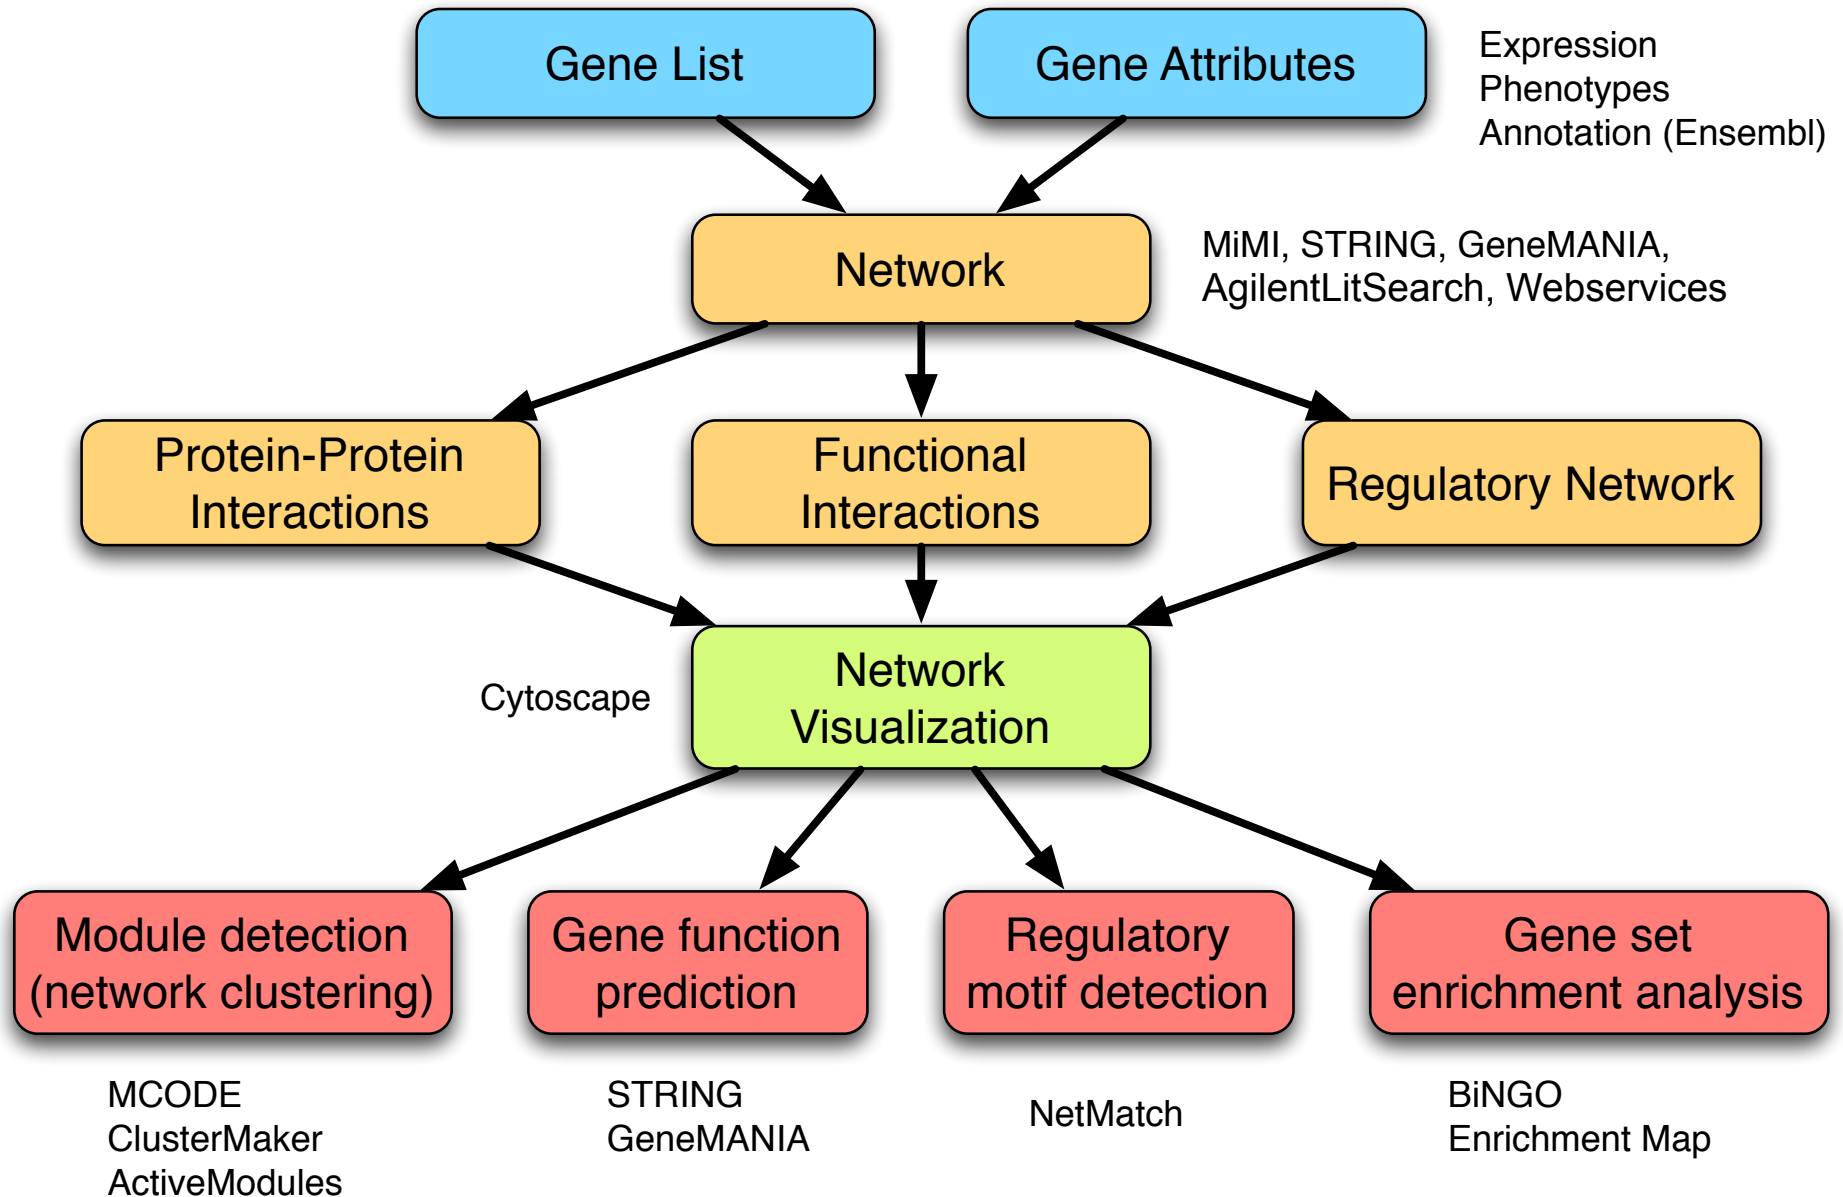 Gene List
Gene Attributes
Expression
Phenotypes
Annotation (Ensembl)
Network
MiMI, STRING, GeneMANIA,
AgilentLitSearch, Webservices
Protein-Protein
Interactions
Functional
Interactions
Regulatory Network
Cytoscape
Network
Visualization
Module detection
(network clustering)
Gene function
prediction
Regulatory
motif detection
Gene set
enrichment analysis
MCODE
ClusterMaker
ActiveModules
STRING
GeneMANIA
NetMatch
BiNGO
Enrichment Map